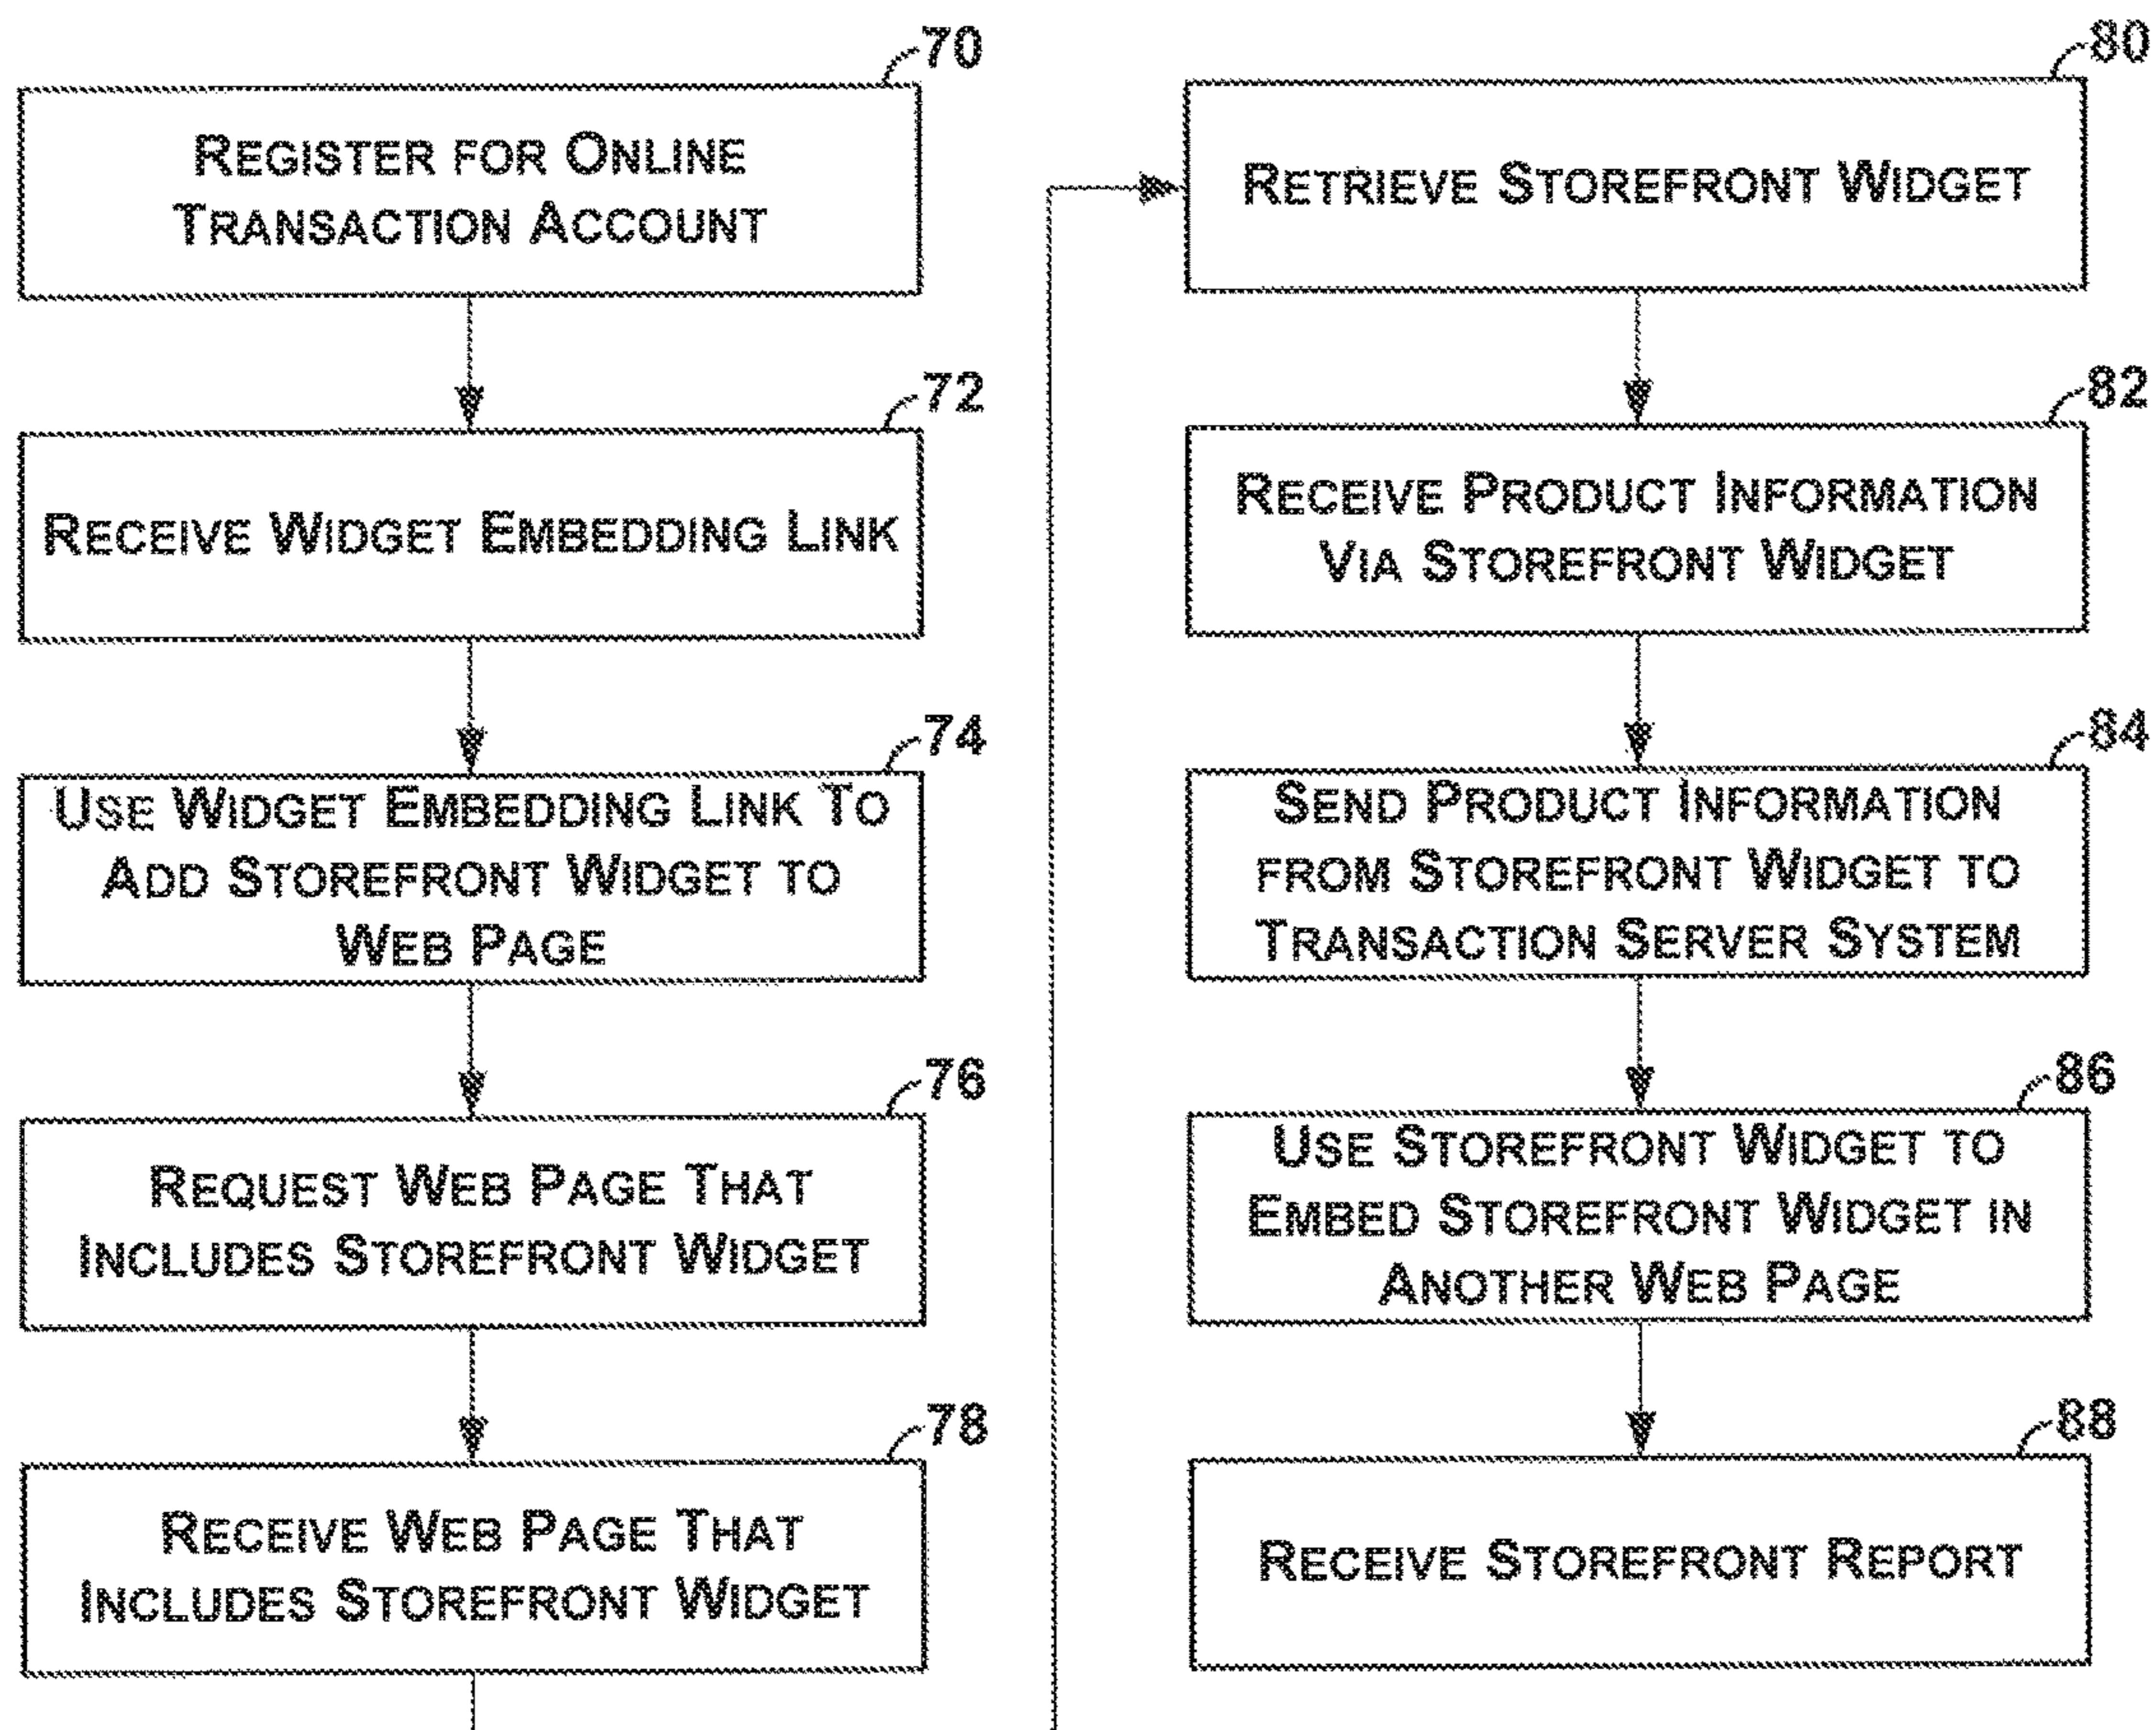 70
REGISTER FOR ONLINE
TRANSACTION ACCOUNT
72
RECEIVE WIDGET EMBEDDING LINK
74
USE WIDGET EMBEDDING LINK TO
ADD STOREFRONT WIDGET TO
WEB PAGE
76
REQUEST WEB PAGE THAT
INCLUDES STOREFRONT WIDGET
78
RECEIVE WEB PAGE THAT
INCLUDES STOREFRONT WIDGET
80
RETRIEVE STOREFRONT WIDGET
82
RECEIVE PRODUCT INFORMATION
VIA STOREFRONT WIDGET
84
SEND PRODUCT INFORMATION
FROM STOREFRONT WIDGET TO
TRANSACTION SERVER SYSTEM
86
USE STOREFRONT WIDGET TO
EMBED STOREFRONT WIDGET IN
ANOTHER WEB PAGE
88
RECEIVE STOREFRONT REPORT